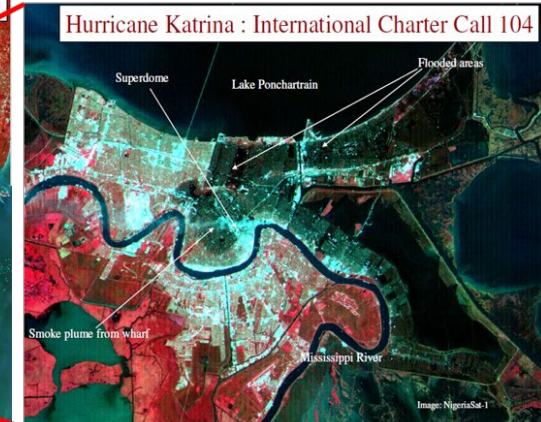 Hurricane Katrina : International Charter Call 104
Flooded areas
Superdome
Lake Ponchartrain
Smoke plume from wharf
Mississippi River
Image: NigeriaSat-1